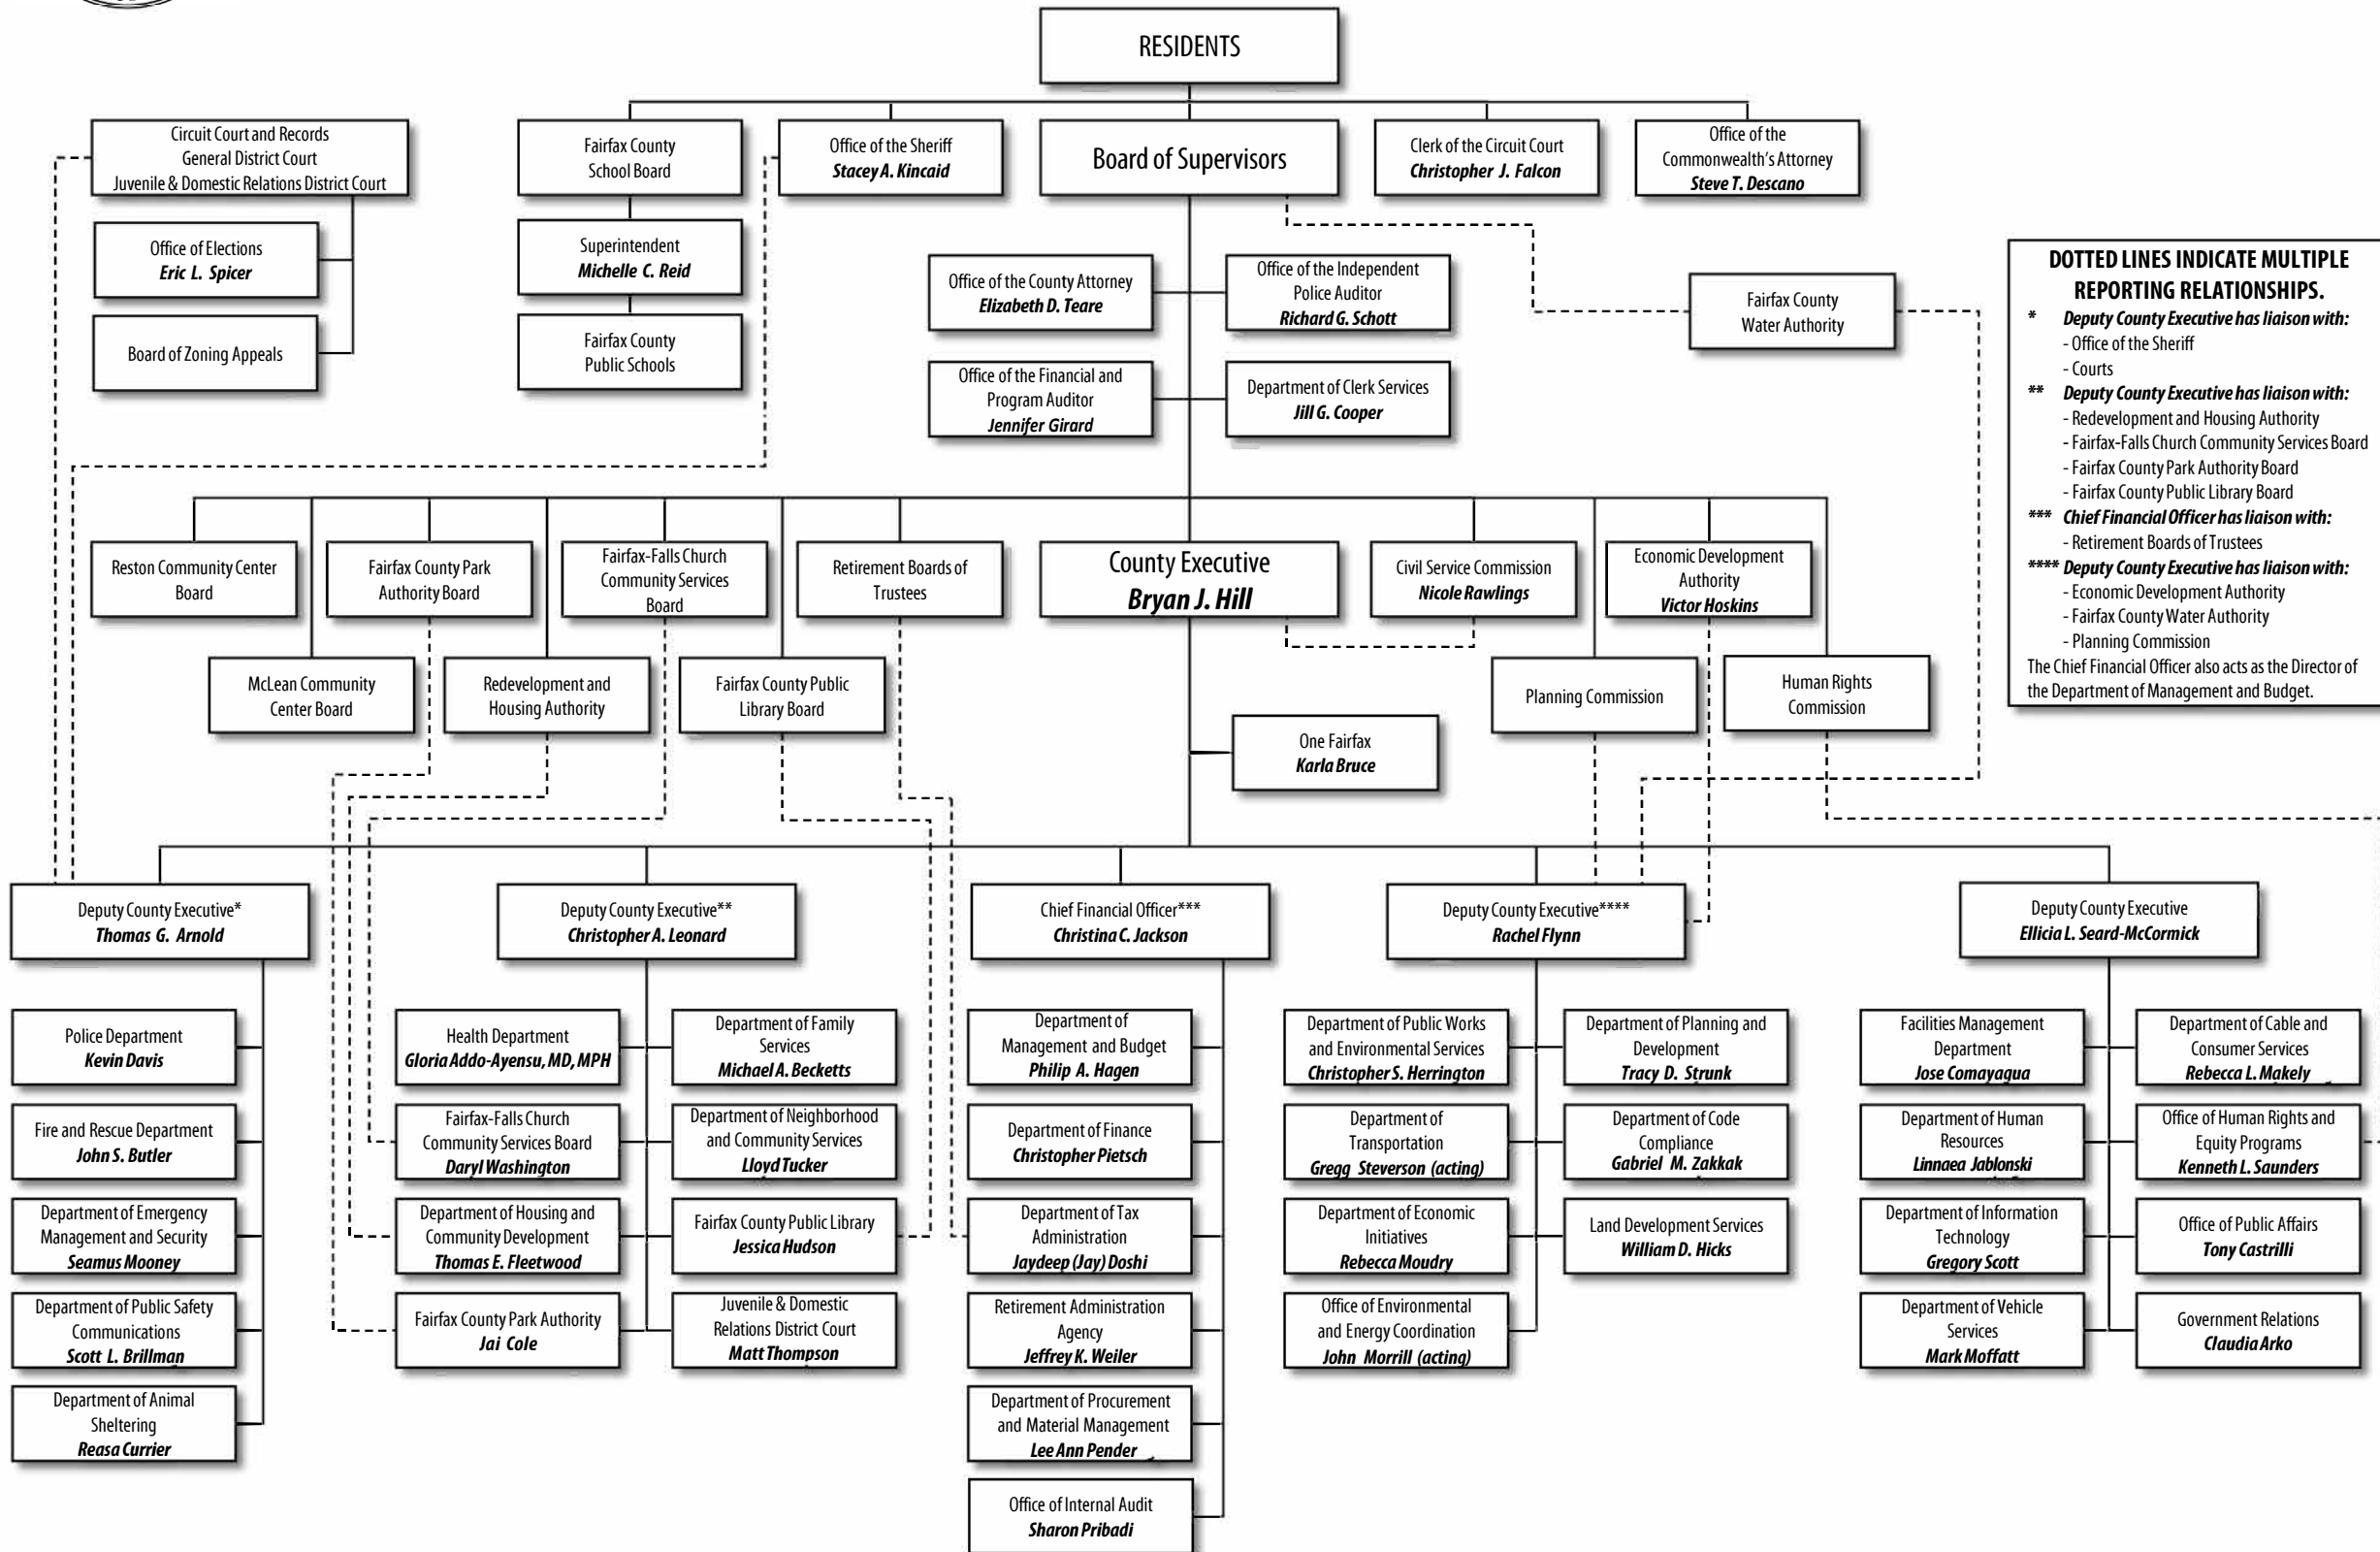 RESIDENTS
Circuit Court and Records
General District Court
Juvenile & Domestic Relations District Court
Fairfax County
School Board
Office of the Sheriff
Stacey A. Kincaid
Board of Supervisors
Clerk of the Circuit Court
Christopher J. Falcon
Office of the
Commonwealth's Attorney
Steve T. Descano
Office of Elections
Eric L. Spicer
Board of Zoning Appeals
Superintendent
Michelle C. Reid
Fairfax County
Public Schools
Office of the County Attorney
Elizabeth D. Teare
Office of the Independent
Police Auditor
Richard G. Schott
Office of the Financial and
Program Auditor
Jennifer Girard
Department of Clerk Services
Jill G. Cooper
Fairfax County
Water Authority
DOTTED LINES INDICATE MULTIPLE
REPORTING RELATIONSHIPS.
* Deputy County Executive has liaison with:
- Office of the Sheriff
- Courts
** Deputy County Executive has liaison with:
- Redevelopment and Housing Authority
- Fairfax-Falls Church Community Services Board
- Fairfax County Park Authority Board
- Fairfax County Public Library Board
*** Chief Financial Officer has liaison with:
- Retirement Boards of Trustees
**** Deputy County Executive has liaison with:
- Economic Development Authority
- Fairfax County Water Authority
- Planning Commission
The Chief Financial Officer also acts as the Director of
the Department of Management and Budget.
Reston Community Center
Board
Fairfax County Park
Authority Board
Fairfax-Falls Church
Community Services
Board
Retirement Boards of
Trustees
County Executive
Bryan J. Hill
Civil Service Commission
Nicole Rawlings
Economic Development
Authority
Victor Hoskins
McLean Community
Center Board
Redevelopment and
Housing Authority
Fairfax County Public
Library Board
Planning Commission
Human Rights
Commission
One Fairfax
Karla Bruce
Deputy County Executive*
Thomas G. Arnold
Deputy County Executive**
Christopher A. Leonard
Chief Financial Officer***
Christina C. Jackson
Deputy County Executive****
Rachel Flynn
Deputy County Executive
Ellicia L. Seard-McCormick
Police Department
Kevin Davis
Fire and Rescue Department
John S. Butler
Department of Emergency
Management and Security
Seamus Mooney
Department of Public Safety
Communications
Scott L. Brillman
Department of Animal
Sheltering
Reasa Currier
Health Department
Gloria Addo-Ayensu, MD, MPH
Department of Family
Services
Michael A. Becketts
Fairfax-Falls Church
Community Services Board
Daryl Washington
Department of Neighborhood
and Community Services
Lloyd Tucker
Department of Housing and
Community Development
Thomas E. Fleetwood
Fairfax County Public Library
Jessica Hudson
Fairfax County Park Authority
Jai Cole
Juvenile & Domestic
Relations District Court
Matt Thompson
Department of
Management and Budget
Philip A. Hagen
Department of Finance
Christopher Pietsch
Department of Tax
Administration
Jaydeep (Jay) Doshi
Retirement Administration
Agency
Jeffrey K. Weiler
Department of Procurement
and Material Management
Lee Ann Pender
Office of Internal Audit
Sharon Pribadi
Department of Public Works
and Environmental Services
Christopher S. Herrington
Department of Planning and
Development
Tracy D. Strunk
Department of
Transportation
Gregg Steverson (acting)
Department of Code
Compliance
Gabriel M. Zakkak
Department of Economic
Initiatives
Rebecca Moudry
Land Development Services
William D. Hicks
Office of Environmental
and Energy Coordination
John Morrill (acting)
Facilities Management
Department
Jose Comayagua
Department of Cable and
Consumer Services
Rebecca L. Makely
Department of Human
Resources
Linnaea Jablonski
Office of Human Rights and
Equity Programs
Kenneth L. Saunders
Department of Information
Technology
Gregory Scott
Office of Public Affairs
Tony Castrilli
Department of Vehicle
Services
Mark Moffatt
Government Relations
Claudia Arko